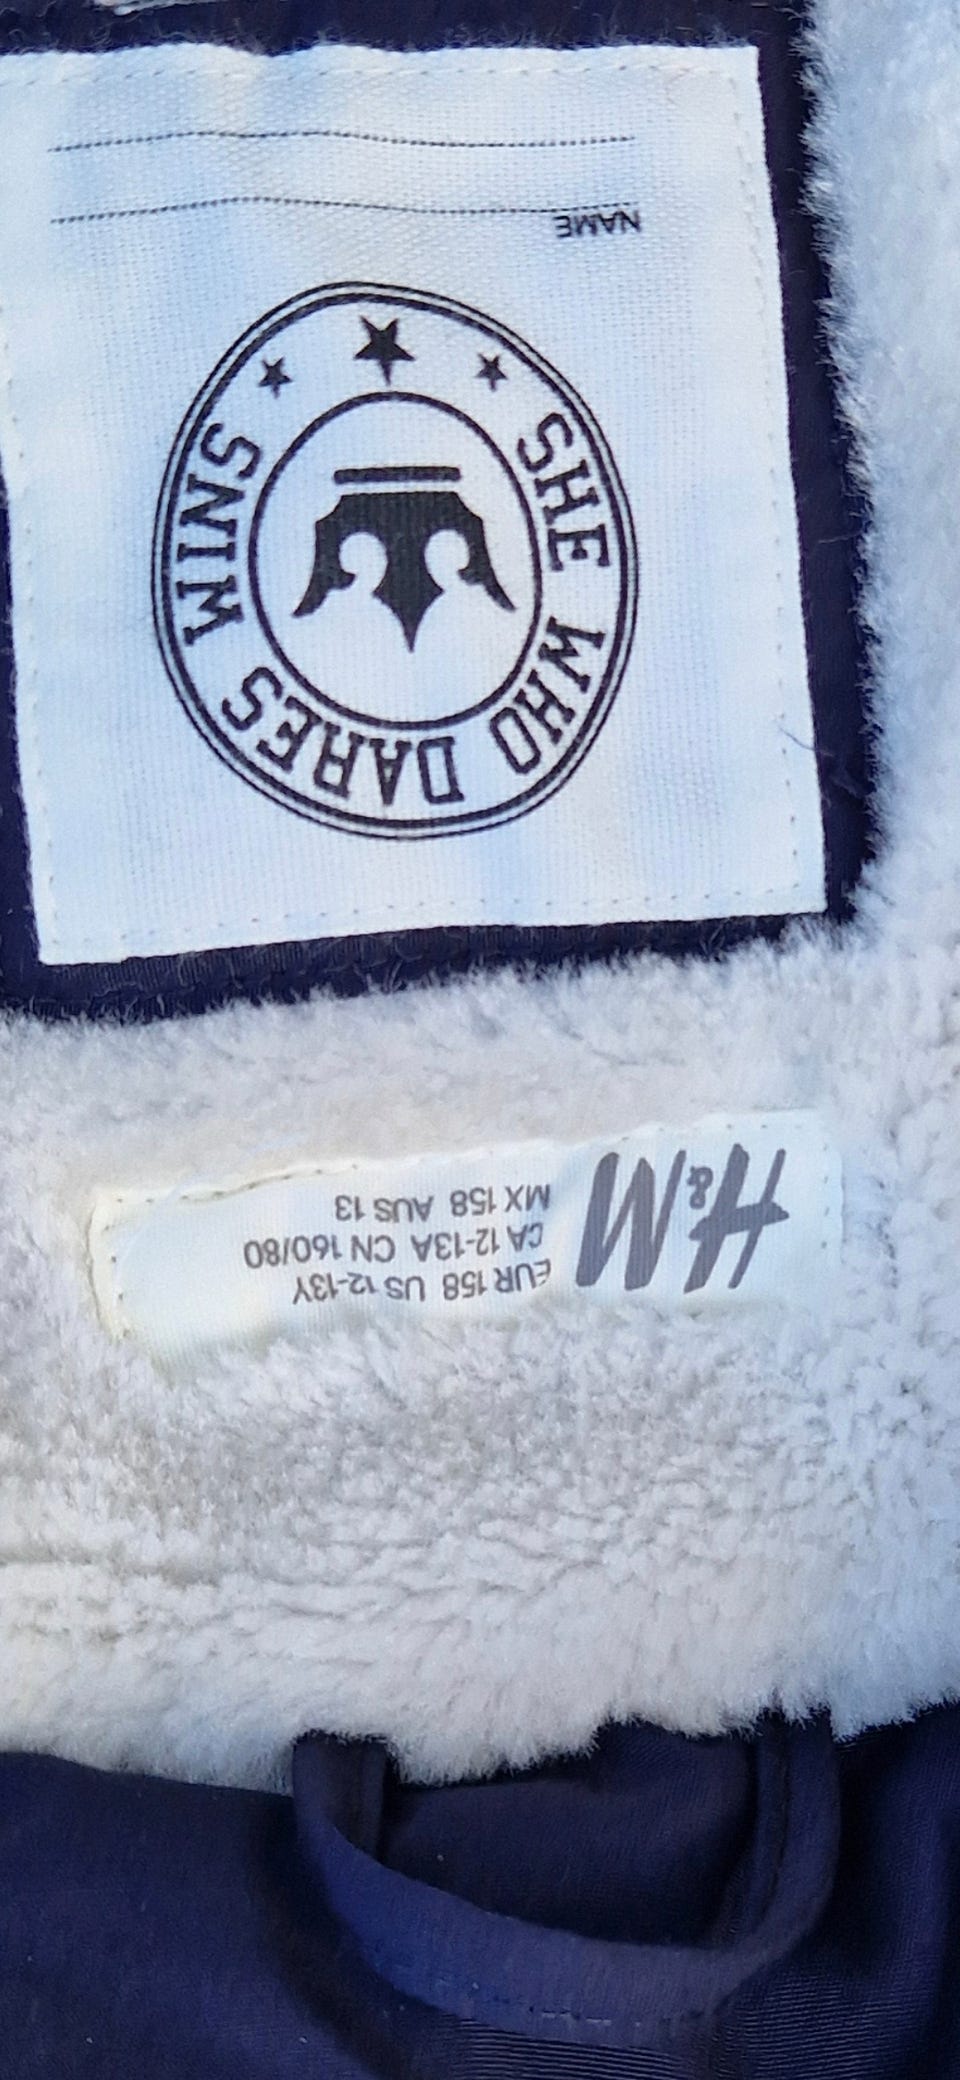 H&M
EUR 158 US 12-13Y
CA 12-13A CN 160/80
MX 158 AUS 13
SHE WHO DARES WINS
NAME